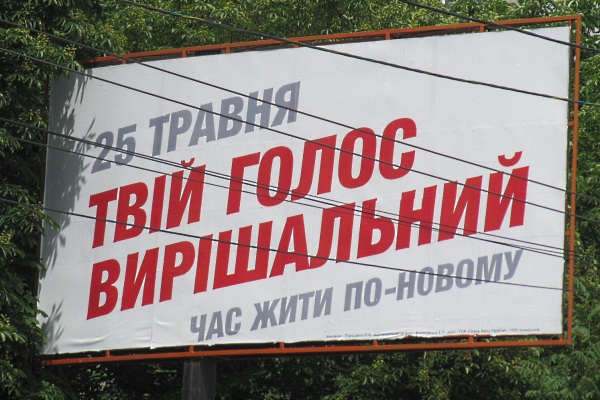 25 ТРАВНЯ
ТВІЙ ГОЛОС
ВИРІШАЛЬНИЙ
ЧАС ЖИТИ ПО-НОВОМУ